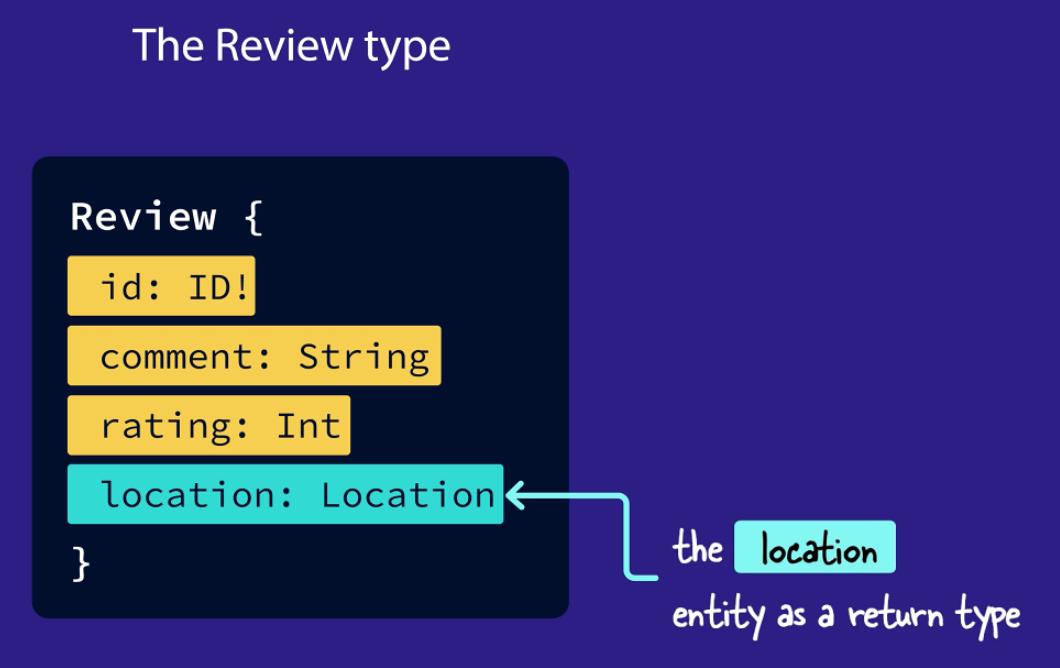 The Review type
Review {
id: ID!
comment: String
rating: Int
location: Location
}
the location
entity as a return type